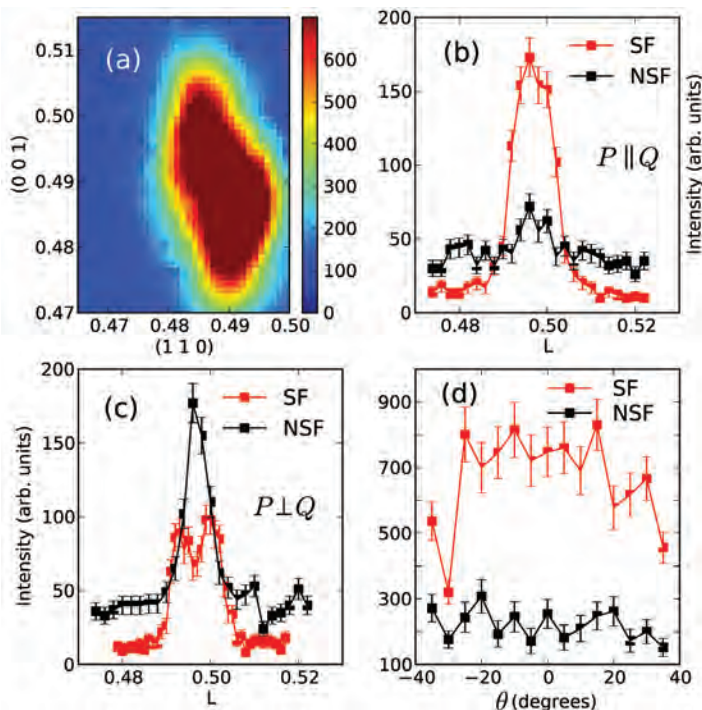 (a)
0.51
0.50
0.49
0.48
0.47
(0 0 1)
0.47 0.48 0.49 0.50
(1 1 0)
600
500
400
300
200
100
0
(b)
SF
NSF
P ∥ Q
200
150
100
50
0
0.48 0.50 0.52
L
Intensity (arb. units)
(c)
SF
NSF
P ⊥ Q
200
150
100
50
0
Intensity (arb. units)
0.48 0.50 0.52
L
(d)
SF
NSF
900
700
500
300
100
−40 −20 0 20 40
θ (degrees)